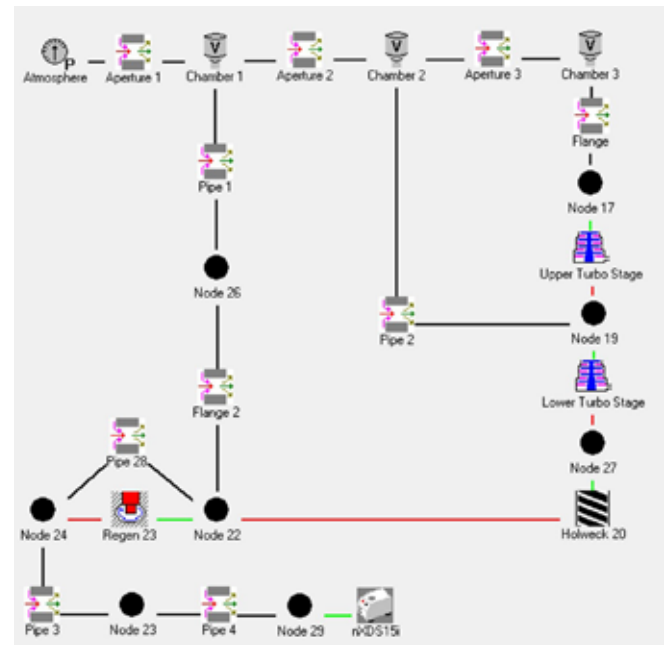 P
V V V
Atmosphere Aperture 1 Chamber 1 Aperture 2 Chamber 2 Aperture 3 Chamber 3
Flange
Pipe 1
Node 17
Upper Turbo Stage
Node 26
Pipe 2
Node 19
Flange 2
Lower Turbo Stage
Pipe 28
Node 27
Node 24 Regen 23 Node 22 Holweck 20
Pipe 3 Node 23 Pipe 4 Node 29 nXDS15i